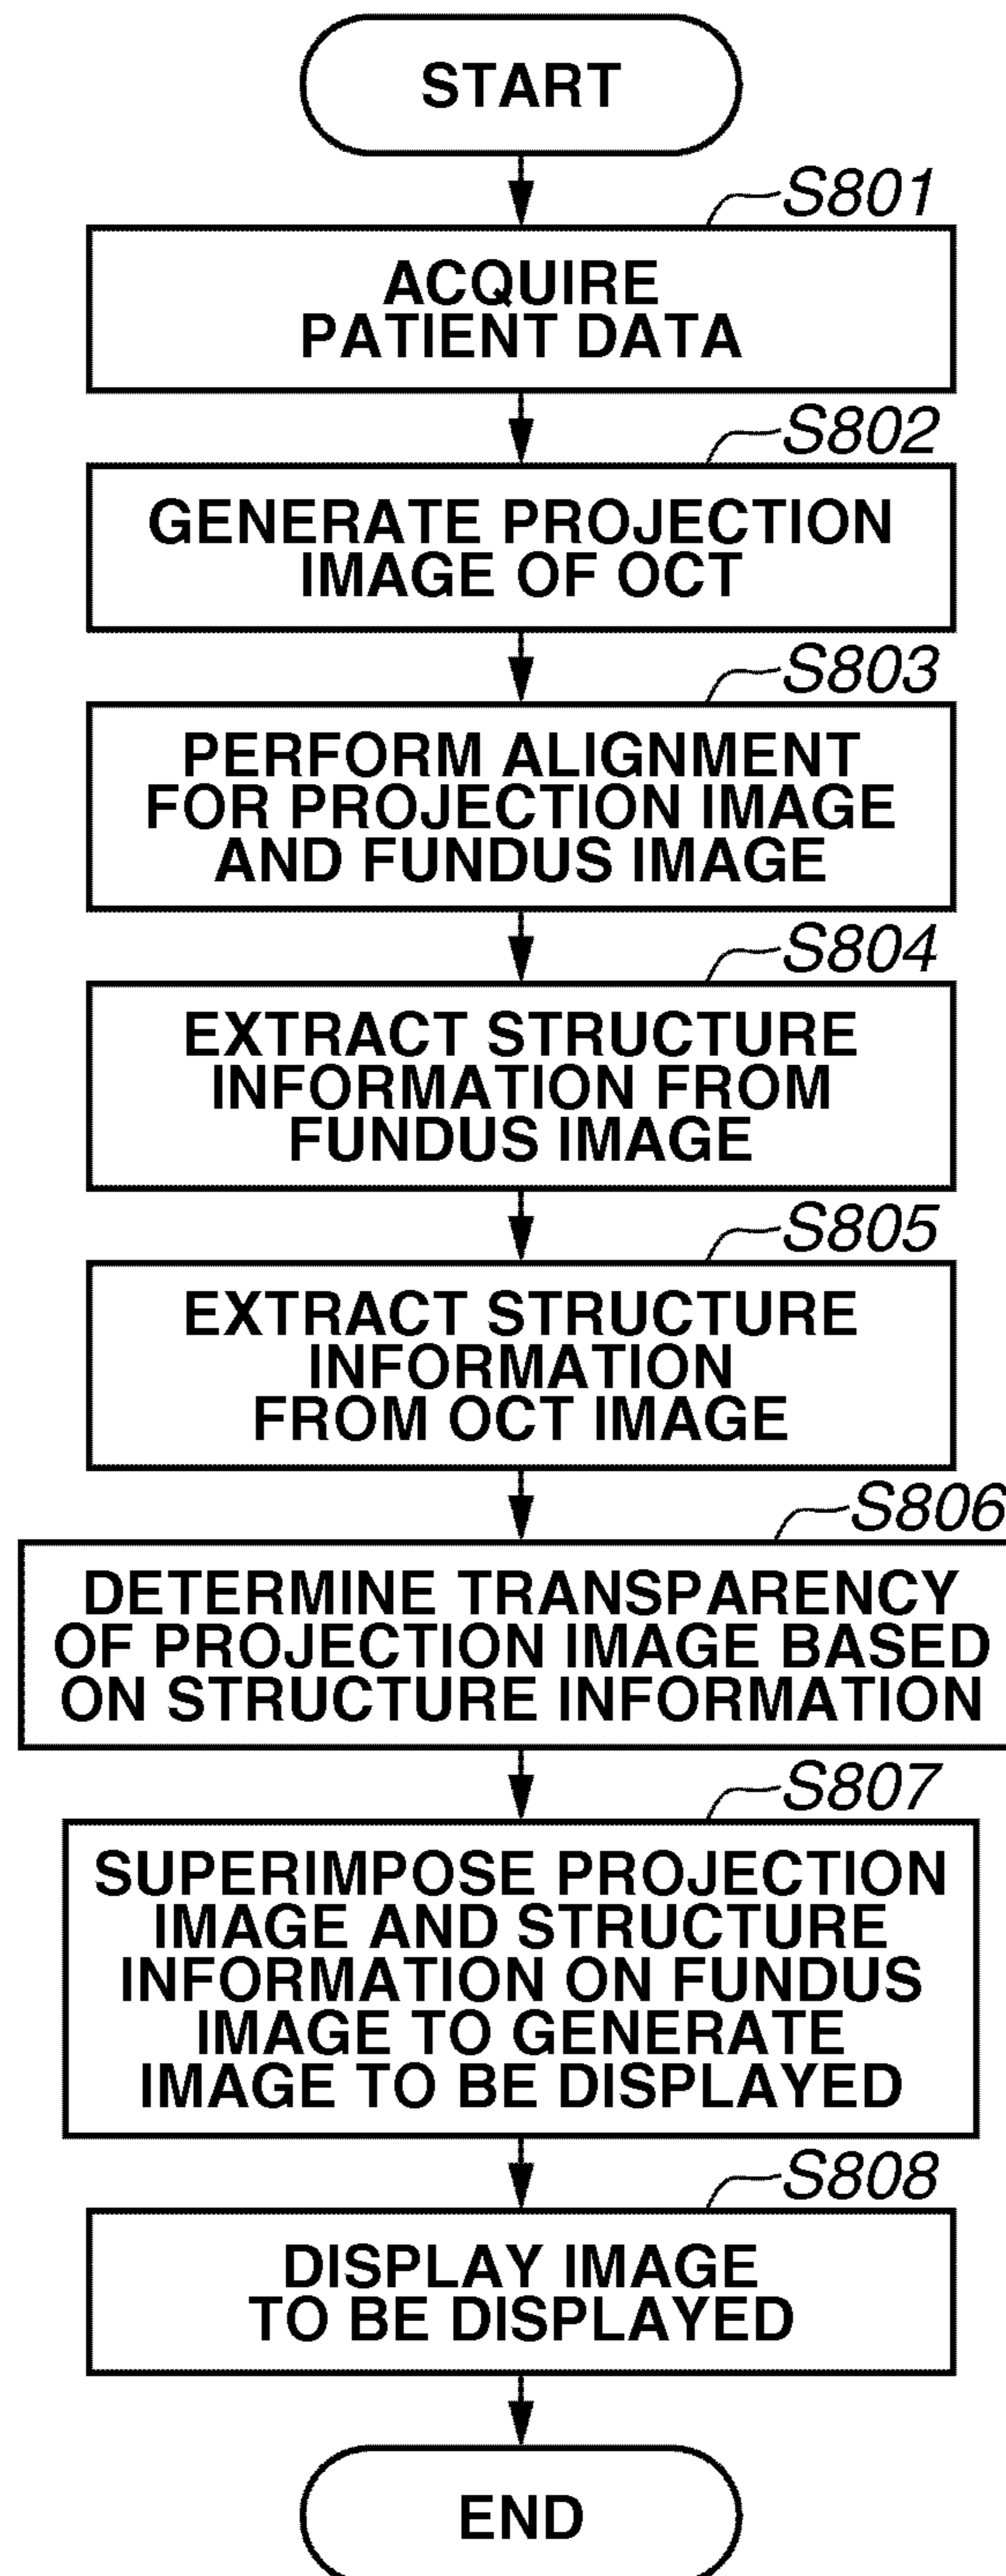 START
S801
ACQUIRE
PATIENT DATA
S802
GENERATE PROJECTION
IMAGE OF OCT
S803
PERFORM ALIGNMENT
FOR PROJECTION IMAGE
AND FUNDUS IMAGE
S804
EXTRACT STRUCTURE
INFORMATION FROM
FUNDUS IMAGE
S805
EXTRACT STRUCTURE
INFORMATION
FROM OCT IMAGE
S806
DETERMINE TRANSPARENCY
OF PROJECTION IMAGE BASED
ON STRUCTURE INFORMATION
S807
SUPERIMPOSE PROJECTION
IMAGE AND STRUCTURE
INFORMATION ON FUNDUS
IMAGE TO GENERATE
IMAGE TO BE DISPLAYED
S808
DISPLAY IMAGE
TO BE DISPLAYED
END